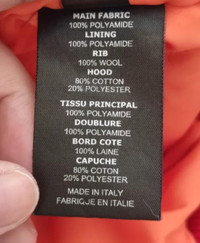 MAIN FABRIC
100% POLYAMIDE
LINING
100% POLYAMIDE
RIB
100% WOOL
HOOD
80% COTTON
20% POLYESTER
TISSU PRINCIPAL
100% POLYAMIDE
DOUBLURE
100% POLYAMIDE
BORD COTE
100% LAINE
CAPUCHE
80% COTON
20% POLYESTER
MADE IN ITALY
FABRIQUE EN ITALIE